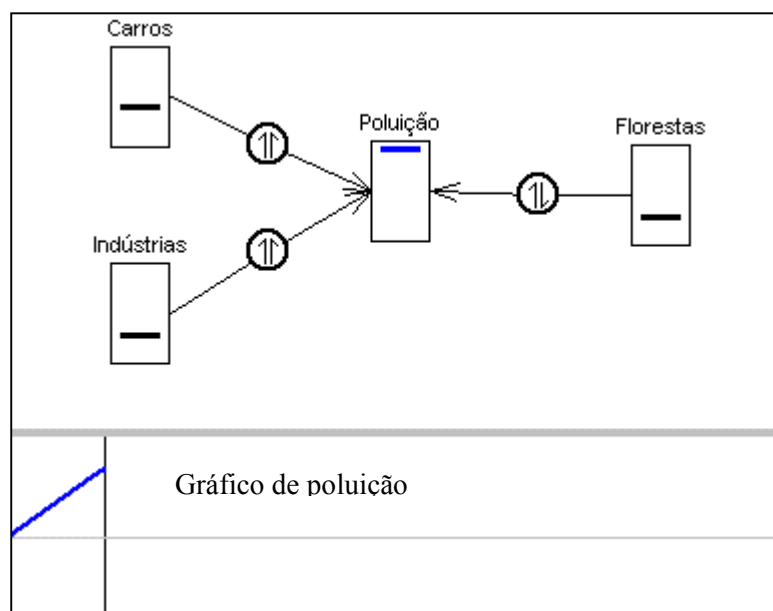 Carros
Poluição
Florestas
Indústrias
Gráfico de poluição